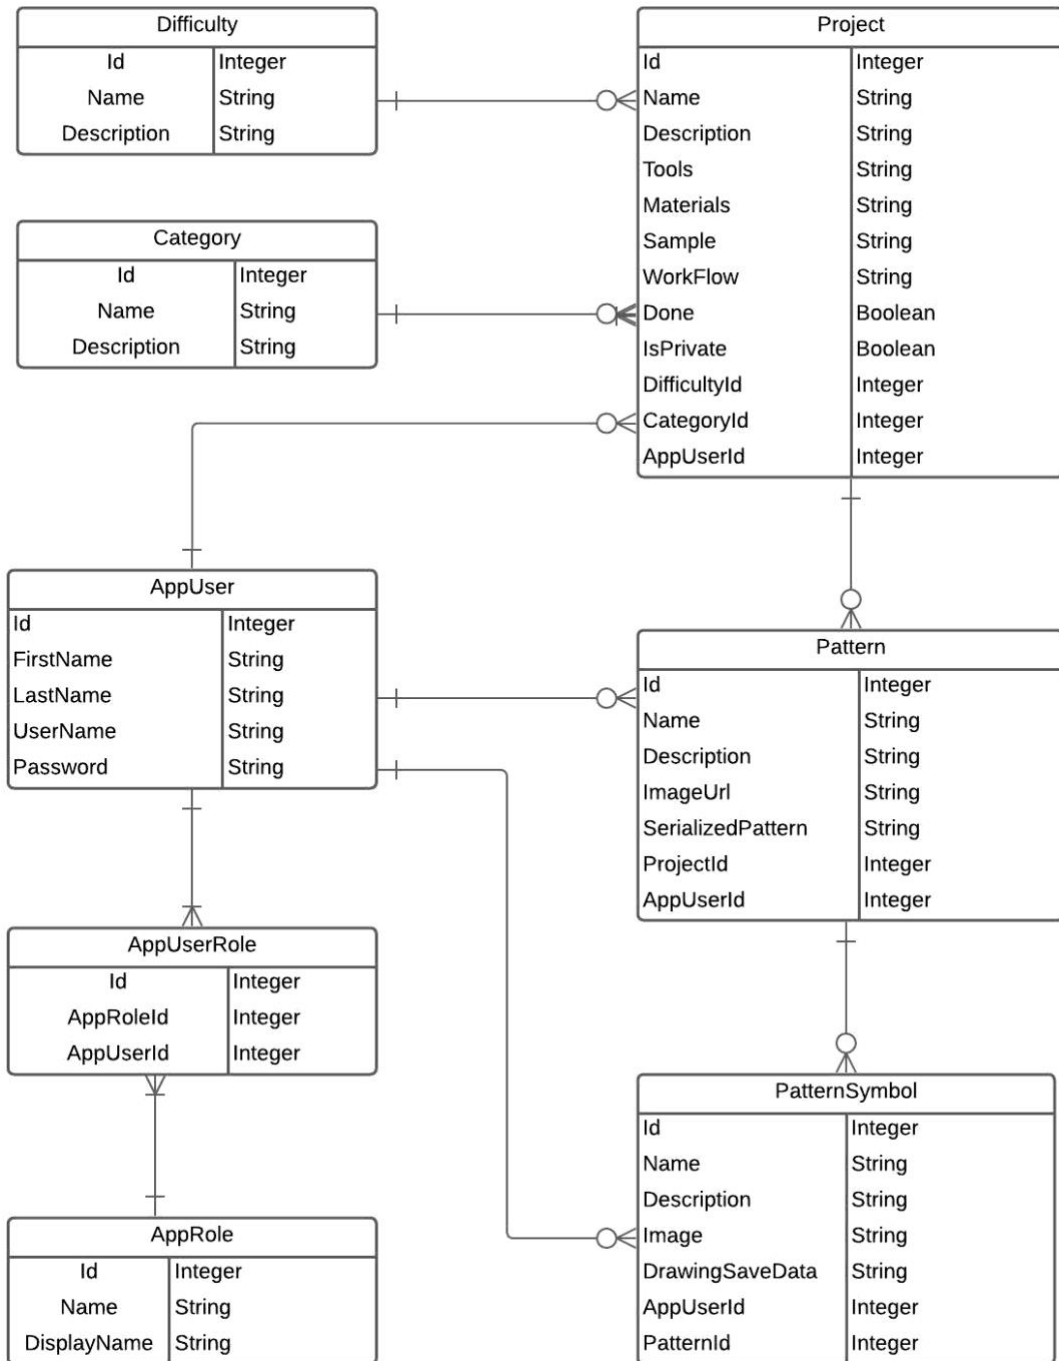 Difficulty
Id Integer
Name String
Description String
Category
Id Integer
Name String
Description String
Project
Id Integer
Name String
Description String
Tools String
Materials String
Sample String
WorkFlow String
Done Boolean
IsPrivate Boolean
DifficultyId Integer
CategoryId Integer
AppUserId Integer
AppUser
Id Integer
FirstName String
LastName String
UserName String
Password String
Pattern
Id Integer
Name String
Description String
ImageUrl String
SerializedPattern String
ProjectId Integer
AppUserId Integer
AppUserRole
Id Integer
AppRoleId Integer
AppUserId Integer
AppRole
Id Integer
Name String
DisplayName String
PatternSymbol
Id Integer
Name String
Description String
Image String
DrawingSaveData String
AppUserId Integer
PatternId Integer